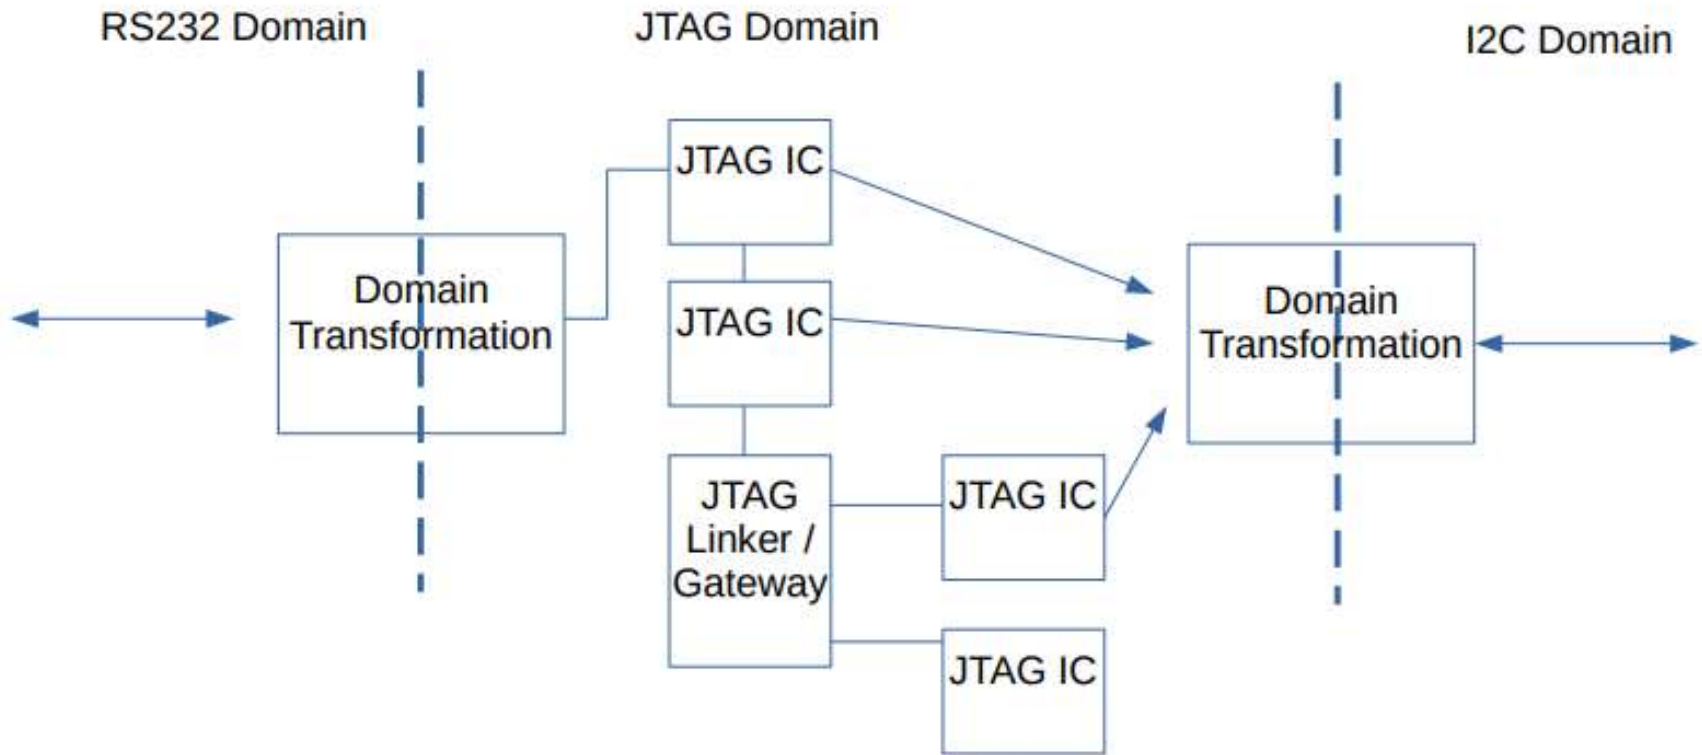 RS232 Domain
JTAG Domain
I2C Domain
JTAG IC
Domain
Transformation
JTAG IC
Domain
Transformation
JTAG
Linker /
Gateway
JTAG IC
JTAG IC